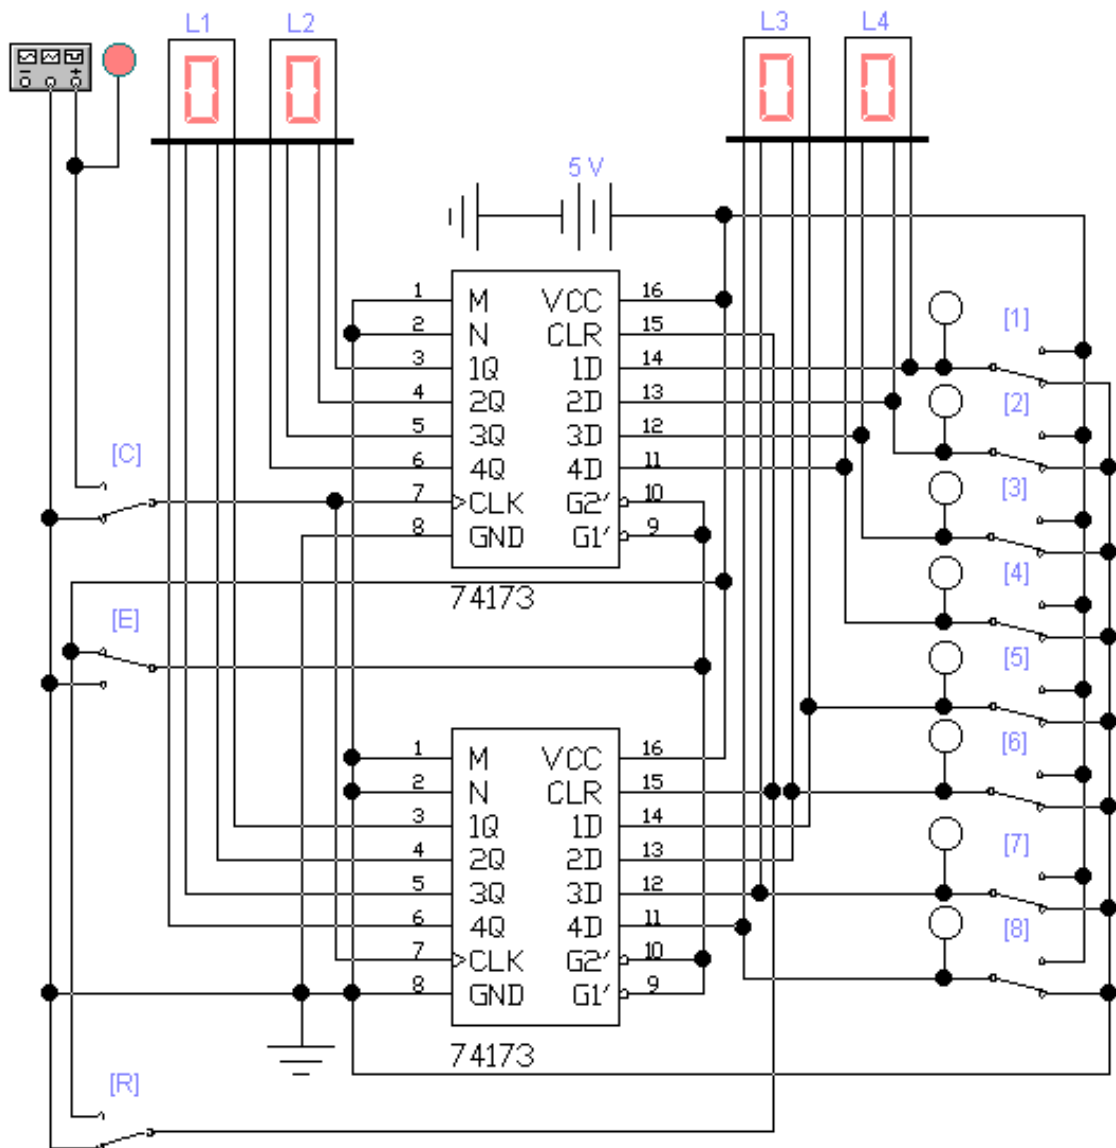 L1 L2 L3 L4
5 V
1 M VCC 16
2 N CLR 15
3 1Q 1D 14
4 2Q 2D 13
5 3Q 3D 12
6 4Q 4D 11
7 CLK G2' 10
8 GND G1' 9
74173
[1]
[2]
[3]
[4]
[5]
[6]
[7]
[8]
[C]
[E]
1 M VCC 16
2 N CLR 15
3 1Q 1D 14
4 2Q 2D 13
5 3Q 3D 12
6 4Q 4D 11
7 CLK G2' 10
8 GND G1' 9
74173
[R]